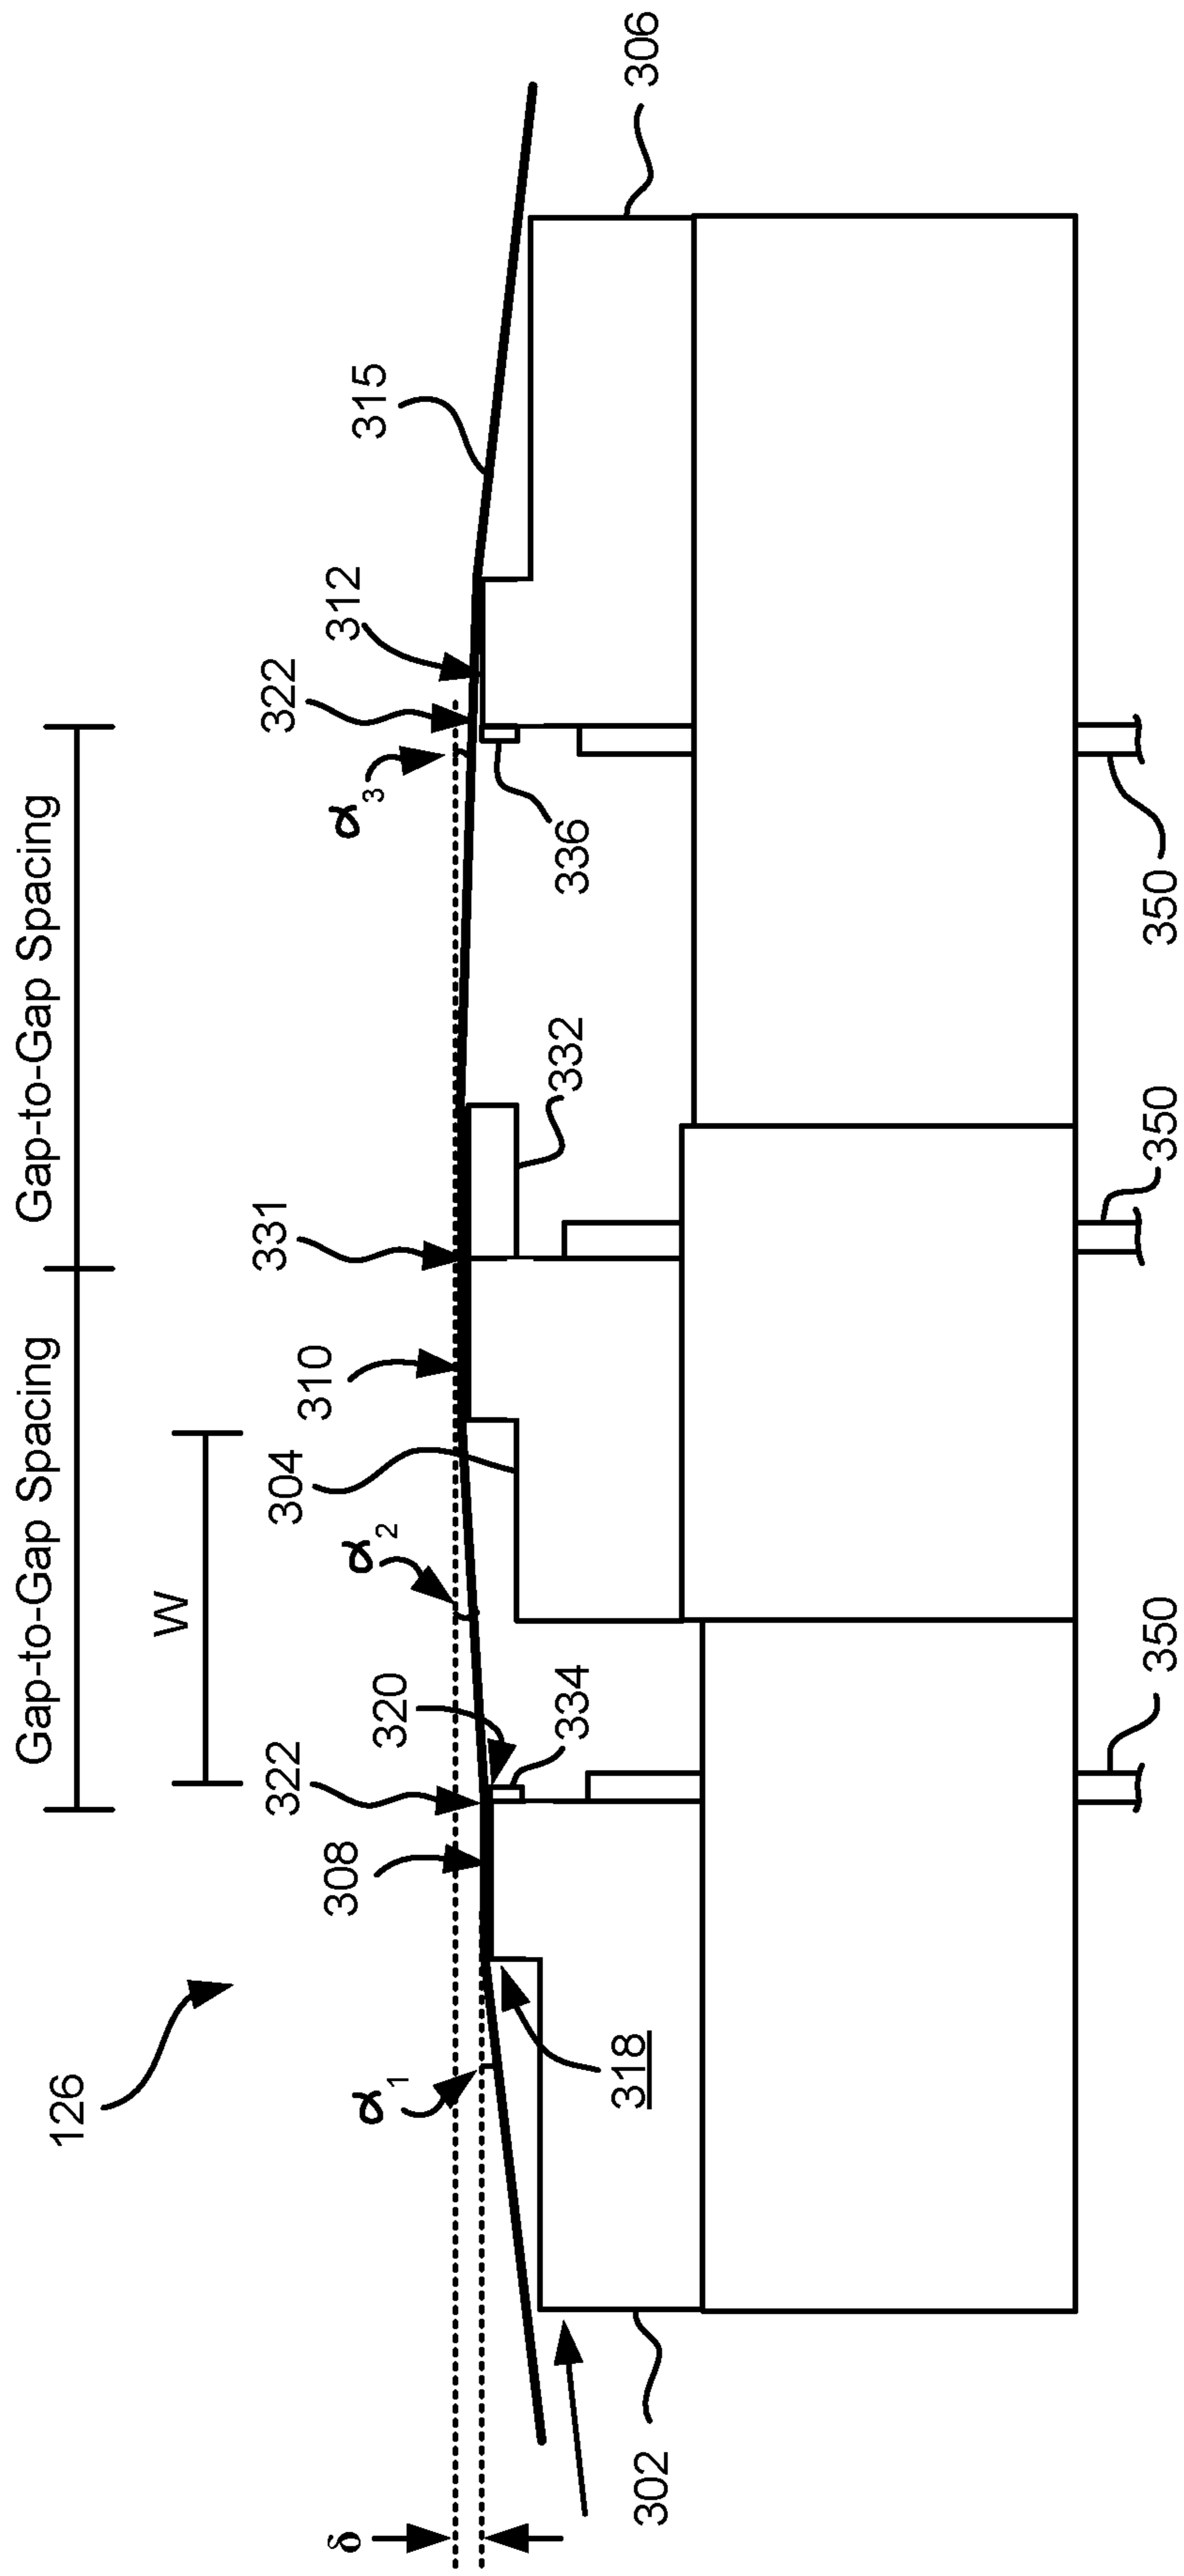 Gap-to-Gap Spacing
Gap-to-Gap Spacing
W
126
δ
α1
308
322
320
α2
304
310
331
α3
322
312
315
302
318
334
332
336
306
350
350
350